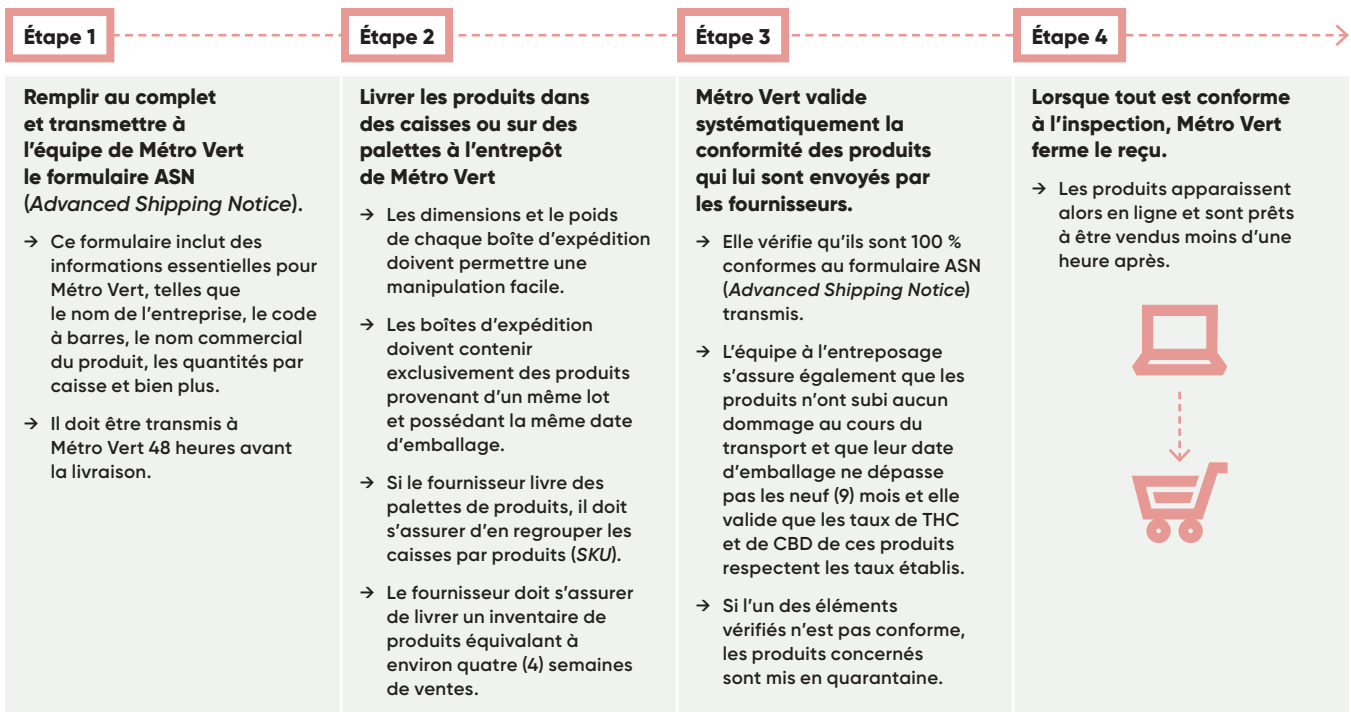 Étape 1
Étape 2
Étape 3
Étape 4
Remplir au complet
et transmettre à
l’équipe de Métro Vert
le formulaire ASN
(Advanced Shipping Notice).
→ Ce formulaire inclut des
informations essentielles pour
Métro Vert, telles que
le nom de l’entreprise, le code
à barres, le nom commercial
du produit, les quantités par
caisse et bien plus.
→ Il doit être transmis à
Métro Vert 48 heures avant
la livraison.
Livrer les produits dans
des caisses ou sur des
palettes à l’entrepôt
de Métro Vert
→ Les dimensions et le poids
de chaque boîte d’expédition
doivent permettre une
manipulation facile.
→ Les boîtes d’expédition
doivent contenir
exclusivement des produits
provenant d’un même lot
et possédant la même date
d’emballage.
→ Si le fournisseur livre des
palettes de produits, il doit
s’assurer d’en regrouper les
caisses par produits (SKU).
→ Le fournisseur doit s’assurer
de livrer un inventaire de
produits équivalant à
environ quatre (4) semaines
de ventes.
Métro Vert valide
systématiquement la
conformité des produits
qui lui sont envoyés par
les fournisseurs.
→ Elle vérifie qu’ils sont 100 %
conformes au formulaire ASN
(Advanced Shipping Notice)
transmis.
→ L’équipe à l’entreposage
s’assure également que les
produits n’ont subi aucun
dommage au cours du
transport et que leur date
d’emballage ne dépasse
pas les neuf (9) mois et elle
valide que les taux de THC
et de CBD de ces produits
respectent les taux établis.
→ Si l’un des éléments
vérifiés n’est pas conforme,
les produits concernés
sont mis en quarantaine.
Lorsque tout est conforme
à l’inspection, Métro Vert
ferme le reçu.
→ Les produits apparaissent
alors en ligne et sont prêts
à être vendus moins d’une
heure après.